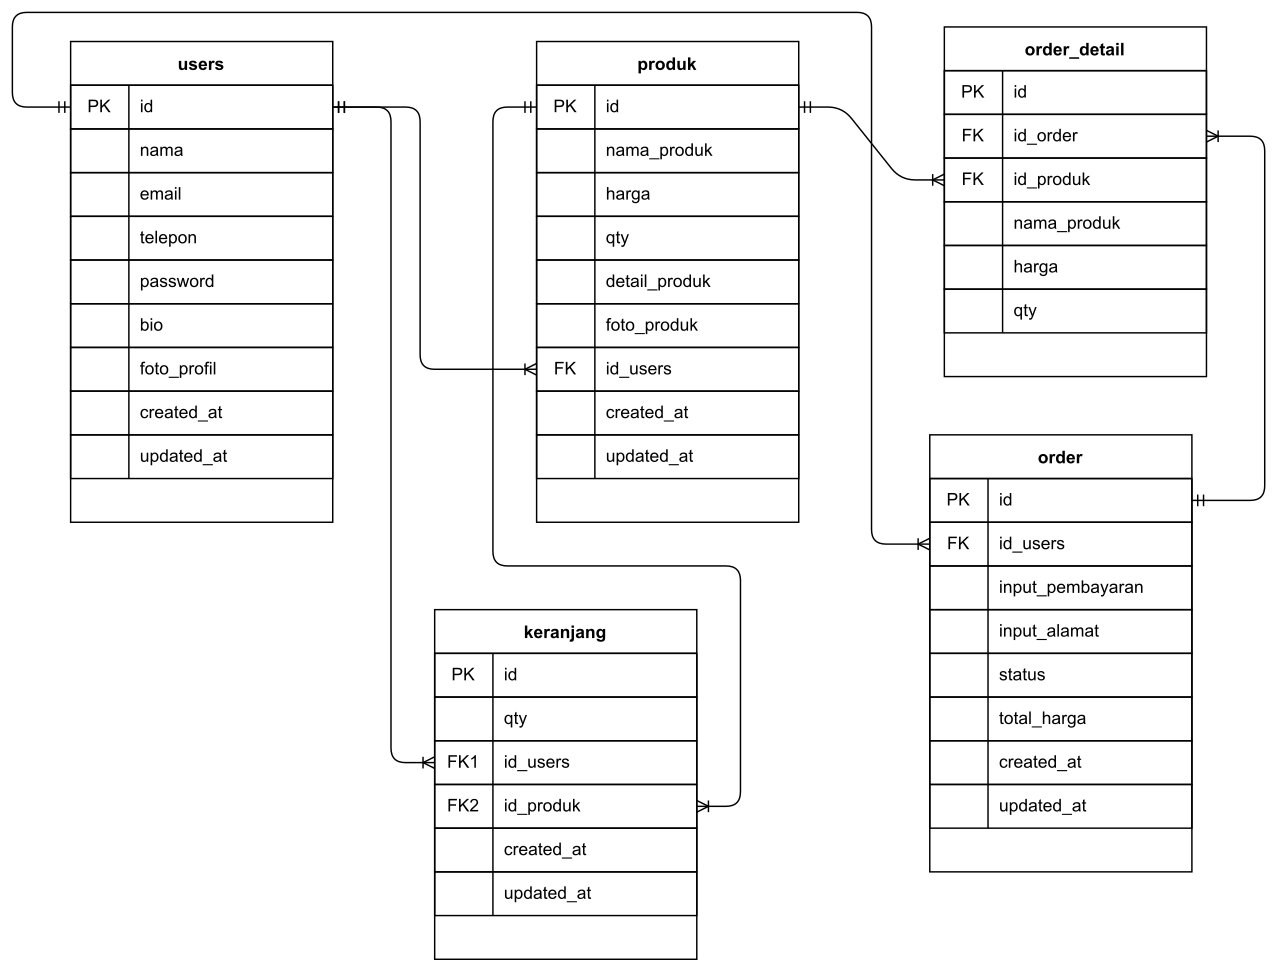 users
PK id
nama
email
telepon
password
bio
foto_profil
created_at
updated_at
produk
PK id
nama_produk
harga
qty
detail_produk
foto_produk
FK id_users
created_at
updated_at
order_detail
PK id
FK id_order
FK id_produk
nama_produk
harga
qty
order
PK id
FK id_users
input_pembayaran
input_alamat
status
total_harga
created_at
updated_at
keranjang
PK id
qty
FK1 id_users
FK2 id_produk
created_at
updated_at